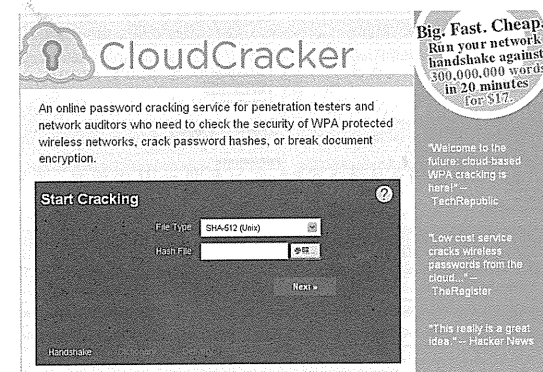 CloudCracker
An online password cracking service for penetration testers and
network auditors who need to check the security of WPA protected
wireless networks, crack password hashes, or break document
encryption.
Start Cracking
?
File Type SHA-512 (Unix)
Hash File 参照...
Next »
Handshake Dictionary Delivery
Big. Fast. Cheap.
Run your network
handshake against
300,000,000 words
in 20 minutes
for $17.
"Welcome to the
future: cloud-based
WPA cracking is
here!" –
TechRepublic
"Low cost service
cracks wireless
passwords from the
cloud..." –
TheRegister
"This really is a great
idea." – Hacker News